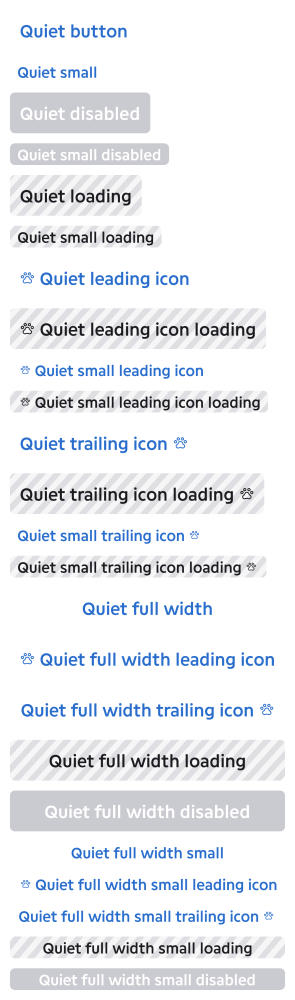 Quiet button
Quiet small
Quiet disabled
Quiet small disabled
Quiet loading
Quiet small loading
Quiet leading icon
Quiet leading icon loading
Quiet small leading icon
Quiet small leading icon loading
Quiet trailing icon
Quiet trailing icon loading
Quiet small trailing icon
Quiet small trailing icon loading
Quiet full width
Quiet full width leading icon
Quiet full width trailing icon
Quiet full width loading
Quiet full width disabled
Quiet full width small
Quiet full width small leading icon
Quiet full width small trailing icon
Quiet full width small loading
Quiet full width small disabled